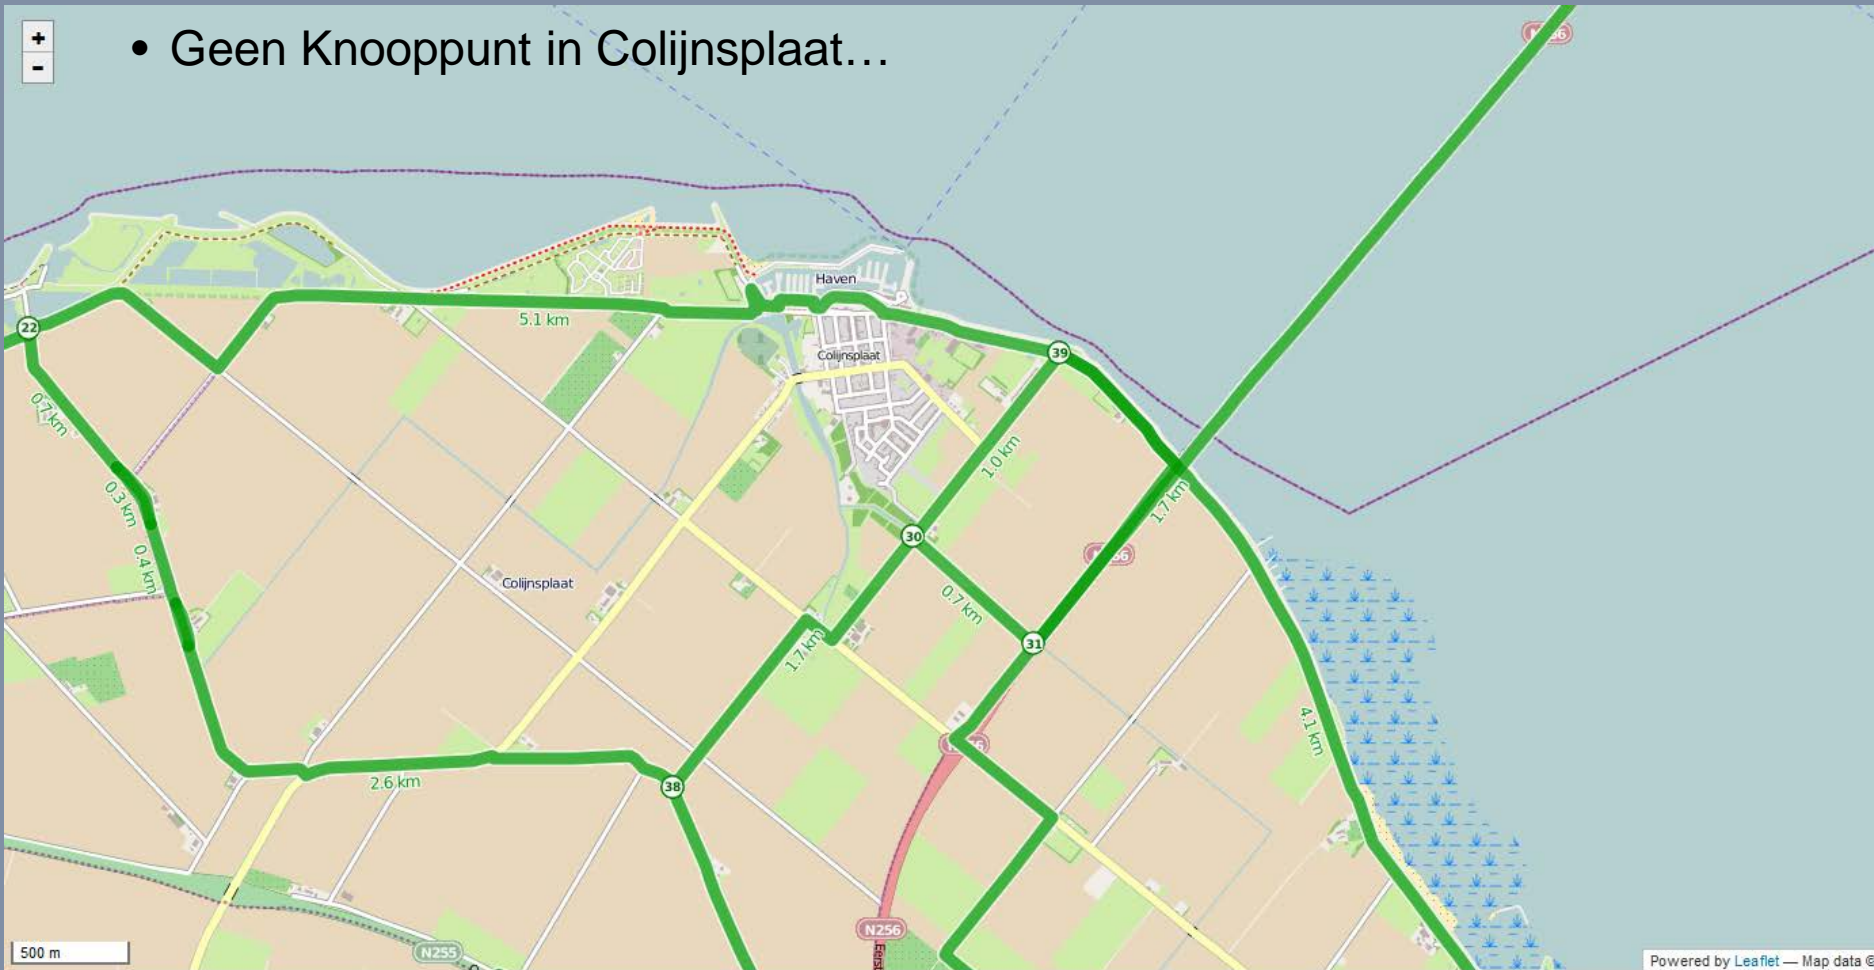 +
-
• Geen Knooppunt in Colijnsplaat…
Haven
22
5.1 km
Colijnsplaat
39
0.7 km
1.0 km
0.3 km
1.7 km
30
0.4 km
Colijnsplaat
0.7 km
31
1.7 km
4.1 km
2.6 km
38
N256
N255
500 m
Powered by Leaflet — Map data ©